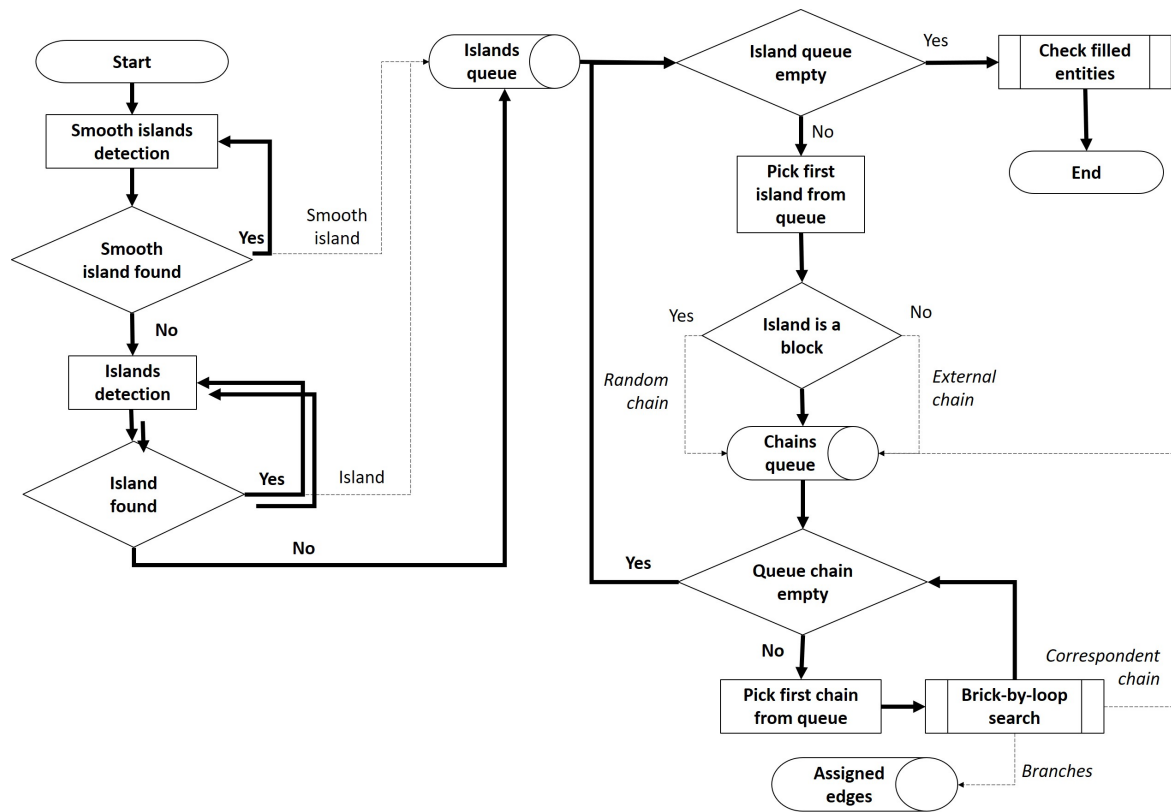 Start
Smooth islands
detection
Smooth
island found
Yes
Smooth
island
No
Islands
detection
Island
found
Yes
Island
No
Islands
queue
Island queue
empty
Yes
Check filled
entities
End
No
Pick first
island from
queue
Island is a
block
Yes
No
Random
chain
External
chain
Chains
queue
Queue chain
empty
Yes
No
Pick first chain
from queue
Brick-by-loop
search
Correspondent
chain
Branches
Assigned
edges